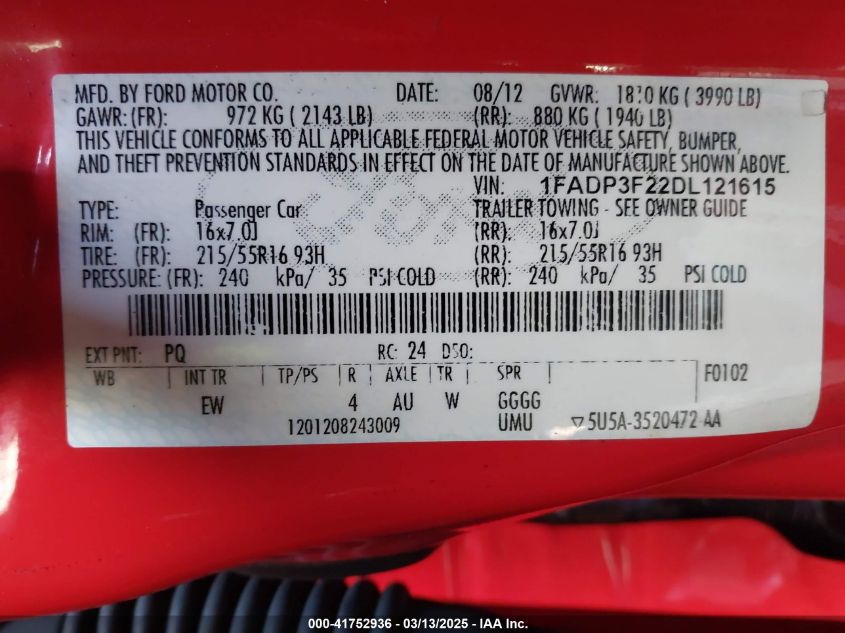 MFD. BY FORD MOTOR CO. DATE: 08/12 GVWR: 1810 KG ( 3990 LB)
GAWR: (FR): 972 KG ( 2143 LB) (RR): 880 KG ( 1940 LB)
THIS VEHICLE CONFORMS TO ALL APPLICABLE FEDERAL MOTOR VEHICLE SAFETY, BUMPER,
AND THEFT PREVENTION STANDARDS IN EFFECT ON THE DATE OF MANUFACTURE SHOWN ABOVE.
VIN: 1FADP3F22DL121615
TYPE: Passenger Car TRAILER TOWING - SEE OWNER GUIDE
RIM: (FR): 16x7.0J (RR): 16x7.0J
TIRE: (FR): 215/55R16 93H (RR): 215/55R16 93H
PRESSURE: (FR): 240 kPa/ 35 PSI COLD (RR): 240 kPa/ 35 PSI COLD
EXT PNT: PQ RC: 24 DSO:
WB INT TR TP/PS R AXLE TR SPR F0102
EW 4 AU W GGGG
1201208243009 UMU ▽5U5A-3520472 AA
000-41752936 - 03/13/2025 - IAA Inc.